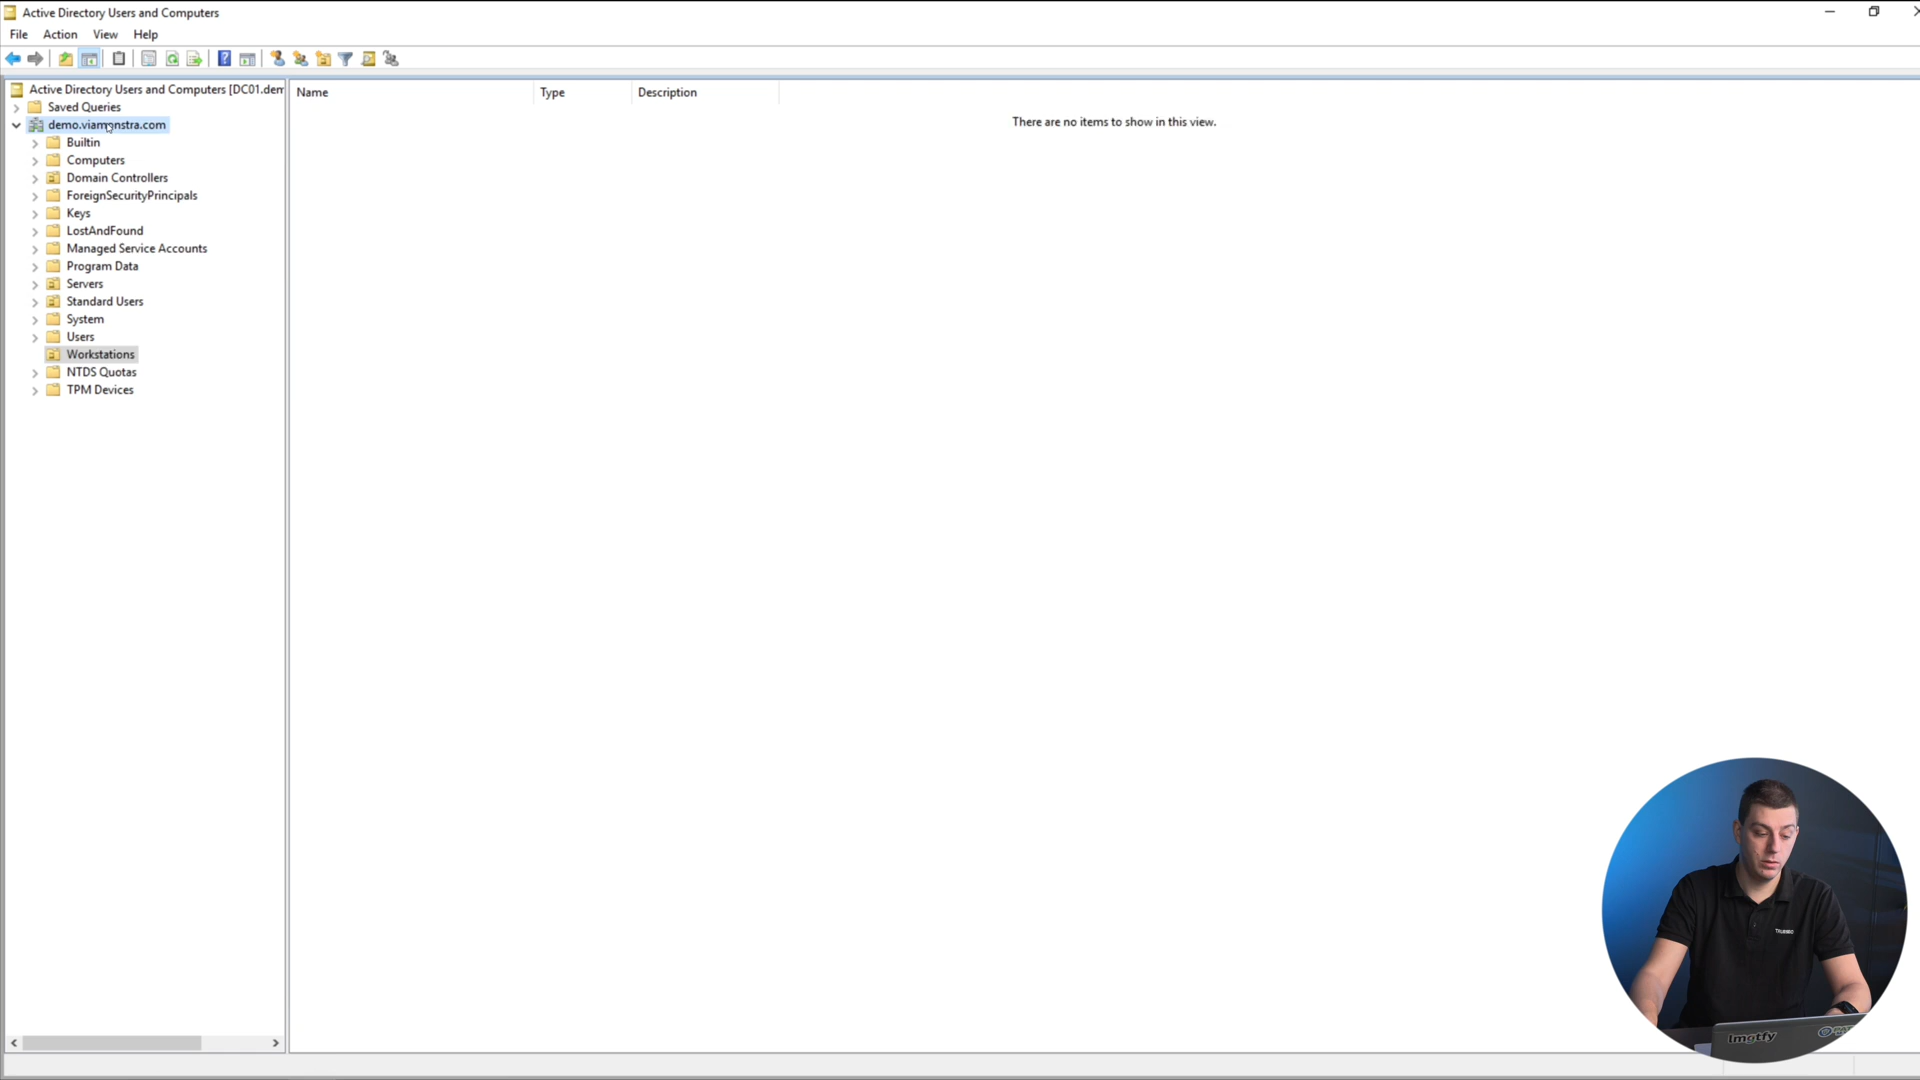 Active Directory Users and Computers
File Action View Help
Active Directory Users and Computers [DC01.dem
Saved Queries
demo.viamonstra.com
Builtin
Computers
Domain Controllers
ForeignSecurityPrincipals
Keys
LostAndFound
Managed Service Accounts
Program Data
Servers
Standard Users
System
Users
Workstations
NTDS Quotas
TPM Devices
Name Type Description
There are no items to show in this view.
lmgtfy